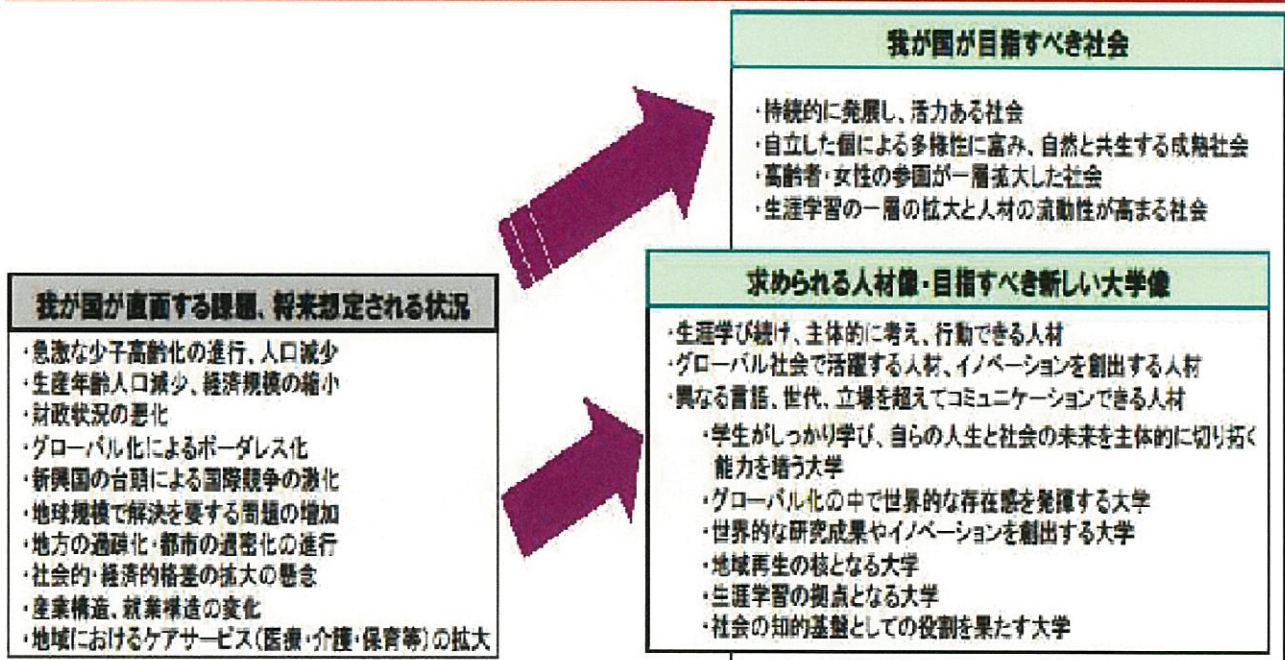 我が国が目指すべき社会
・持続的に発展し、活力ある社会
・自立した個による多様性に富み、自然と共生する成熟社会
・高齢者・女性の参画が一層拡大した社会
・生涯学習の一層の拡大と人材の流動性が高まる社会
我が国が直面する課題、将来想定される状況
・急激な少子高齢化の進行、人口減少
・生産年齢人口減少、経済規模の縮小
・財政状況の悪化
・グローバル化によるボーダレス化
・新興国の台頭による国際競争の激化
・地球規模で解決を要する問題の増加
・地方の過疎化・都市の過密化の進行
・社会的・経済的格差の拡大の懸念
・産業構造、就業構造の変化
・地域におけるケアサービス(医療・介護・保育等)の拡大
求められる人材像・目指すべき新しい大学像
・生涯学び続け、主体的に考え、行動できる人材
・グローバル社会で活躍する人材、イノベーションを創出する人材
・異なる言語、世代、立場を超えてコミュニケーションできる人材
・学生がしっかり学び、自らの人生と社会の未来を主体的に切り拓く
能力を培う大学
・グローバル化の中で世界的な存在感を発揮する大学
・世界的な研究成果やイノベーションを創出する大学
・地域再生の核となる大学
・生涯学習の拠点となる大学
・社会の知的基盤としての役割を果たす大学